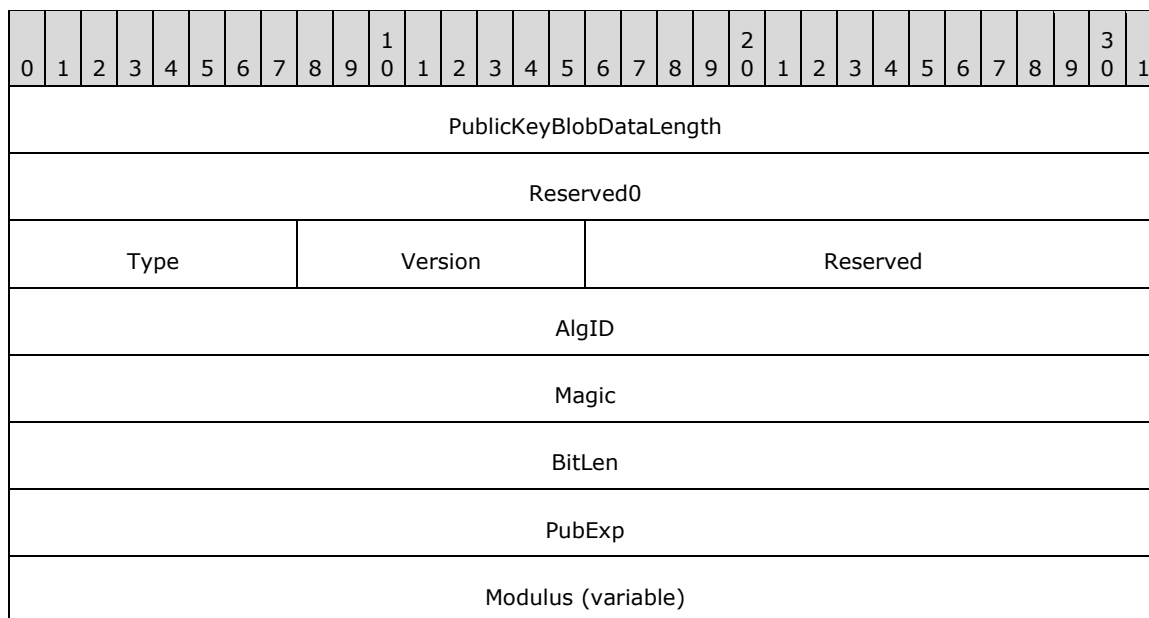 1 2 3
0 1 2 3 4 5 6 7 8 9 0 1 2 3 4 5 6 7 8 9 0 1 2 3 4 5 6 7 8 9 0 1
PublicKeyBlobDataLength
Reserved0
Type Version Reserved
AlgID
Magic
BitLen
PubExp
Modulus (variable)